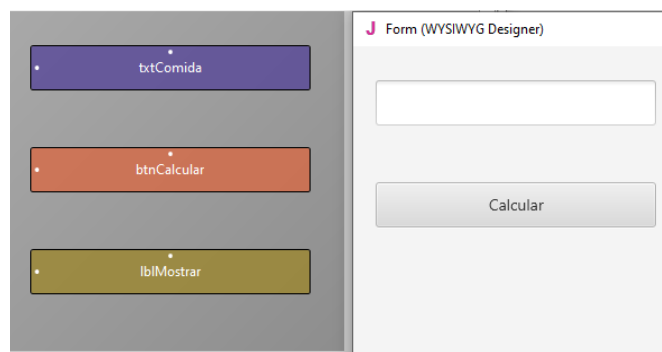 txtComida
btnCalcular
lblMostrar
J Form (WYSIWYG Designer)
Calcular